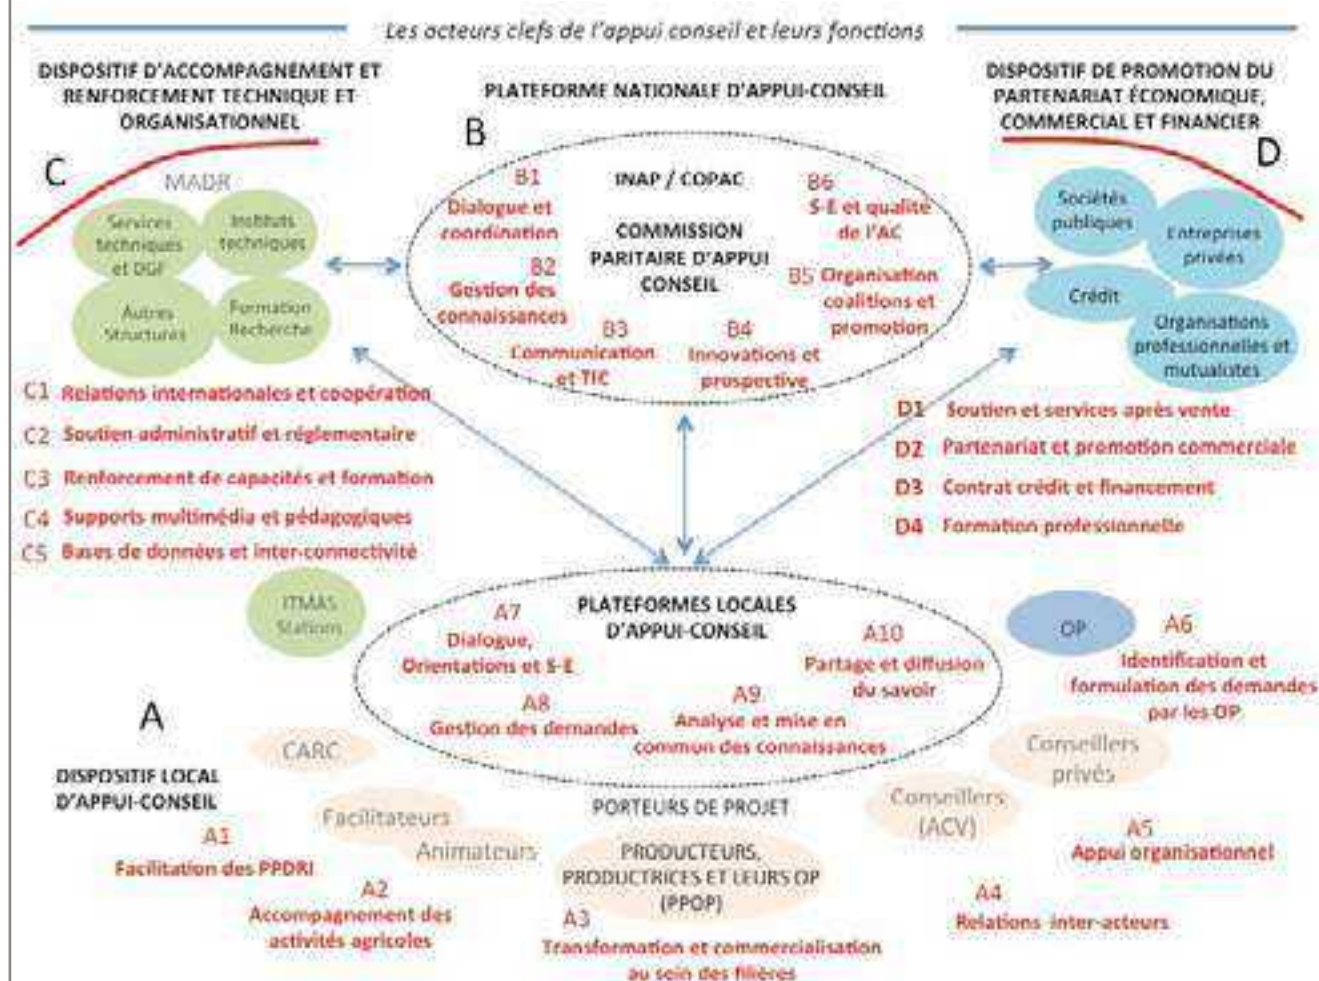 Les acteurs clefs de l'appui conseil et leurs fonctions
DISPOSITIF D'ACCOMPAGNEMENT ET
RENFORCEMENT TECHNIQUE ET
ORGANISATIONNEL
PLATEFORME NATIONALE D'APPUI-CONSEIL
DISPOSITIF DE PROMOTION DU
PARTENARIAT ÉCONOMIQUE,
COMMERCIAL ET FINANCIER
C
MADR
Services
techniques
et DGF
Instituts
techniques
Autres
Structures
Formation
Recherche
C1 Relations internationales et coopération
C2 Soutien administratif et réglementaire
C3 Renforcement de capacités et formation
C4 Supports multimédia et pédagogiques
C5 Bases de données et inter-connectivité
B
INAP / COPAC
COMMISSION
PARITAIRE D'APPUI
CONSEIL
B1
Dialogue et
coordination
B2
Gestion des
connaissances
B3
Communication
et TIC
B4
Innovations et
prospective
B5 Organisation
coalitions et
promotion
B6
S-E et qualité
de l'AC
D
Sociétés
publiques
Entreprises
privées
Crédit
Organisations
professionnelles et
mutualistes
D1 Soutien et services après vente
D2 Partenariat et promotion commerciale
D3 Contrat crédit et financement
D4 Formation professionnelle
ITMAS
Stations
PLATEFORMES LOCALES
D'APPUI-CONSEIL
A7
Dialogue,
Orientations et S-E
A8
Gestion des demandes
A9
Analyse et mise en
commun des connaissances
A10
Partage et diffusion
du savoir
OP
A6
Identification et
formulation des demandes
par les OP
A
DISPOSITIF LOCAL
D'APPUI-CONSEIL
CARC
Facilitateurs
Animateurs
A1
Facilitation des PPDRI
A2
Accompagnement des
activités agricoles
PORTEURS DE PROJET
PRODUCTEURS,
PRODUCTRICES ET LEURS OP
(PPOP)
A3
Transformation et commercialisation
au sein des filières
Conseillers
(ACV)
Conseillers
privés
A4
Relations inter-acteurs
A5
Appui organisationnel